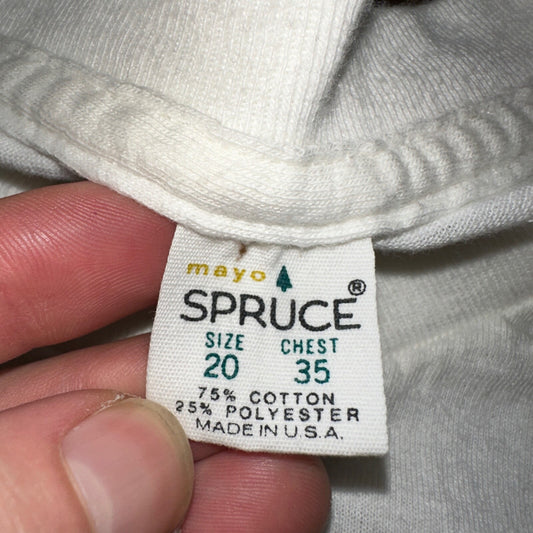 mayo
SPRUCE®
SIZE CHEST
20 35
75% COTTON
25% POLYESTER
MADE IN U.S.A.